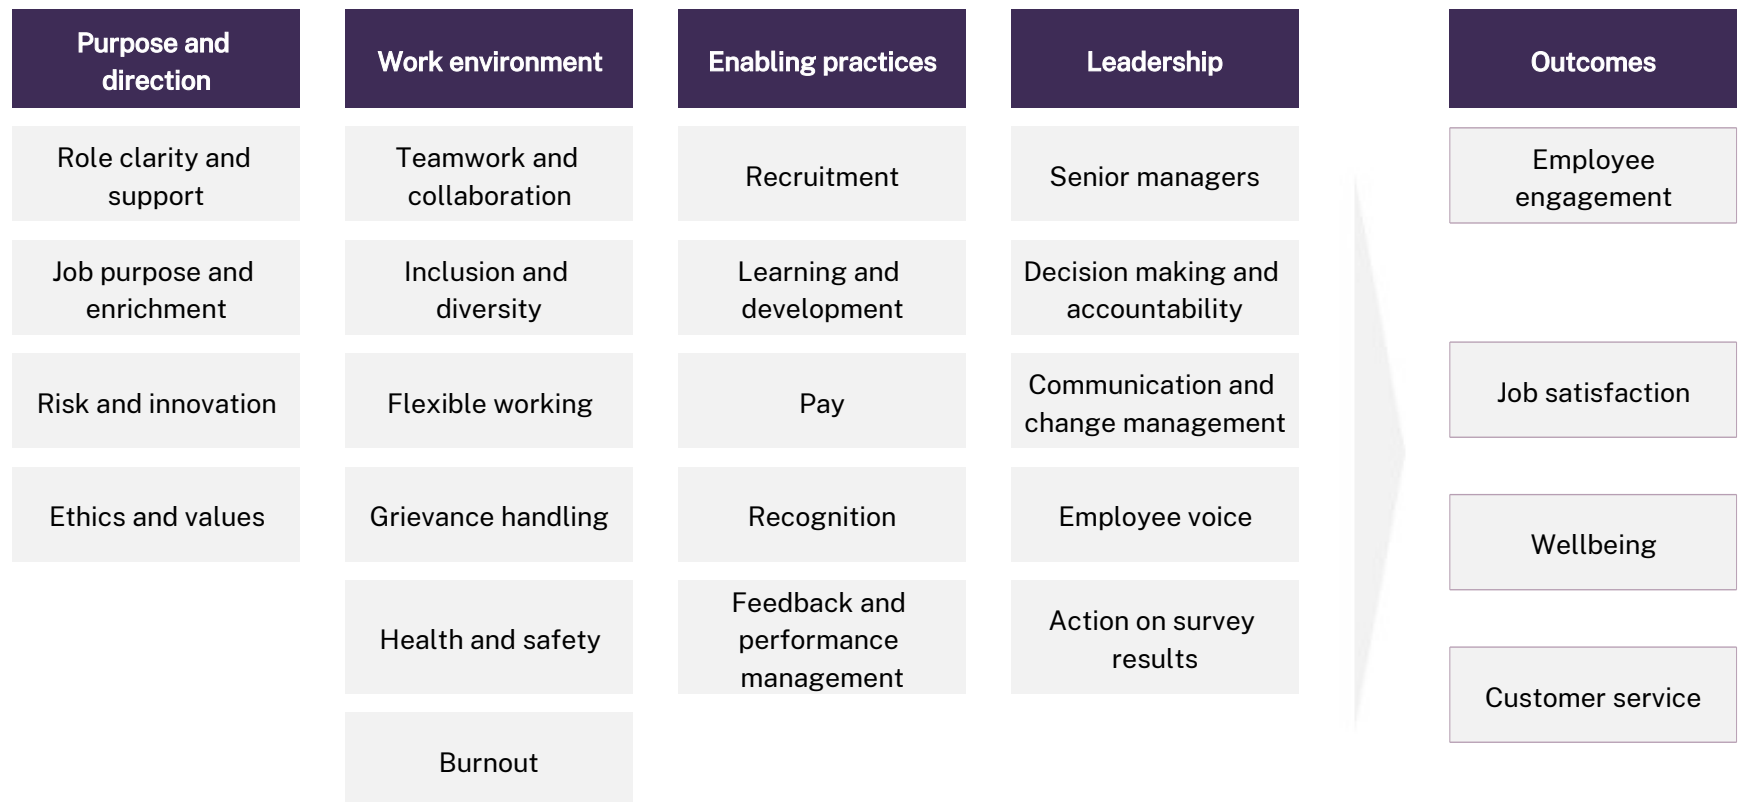 Purpose and
direction
Role clarity and
support
Job purpose and
enrichment
Risk and innovation
Ethics and values
Work environment
Teamwork and
collaboration
Inclusion and
diversity
Flexible working
Grievance handling
Health and safety
Burnout
Enabling practices
Recruitment
Learning and
development
Pay
Recognition
Feedback and
performance
management
Leadership
Senior managers
Decision making and
accountability
Communication and
change management
Employee voice
Action on survey
results
Outcomes
Employee
engagement
Job satisfaction
Wellbeing
Customer service